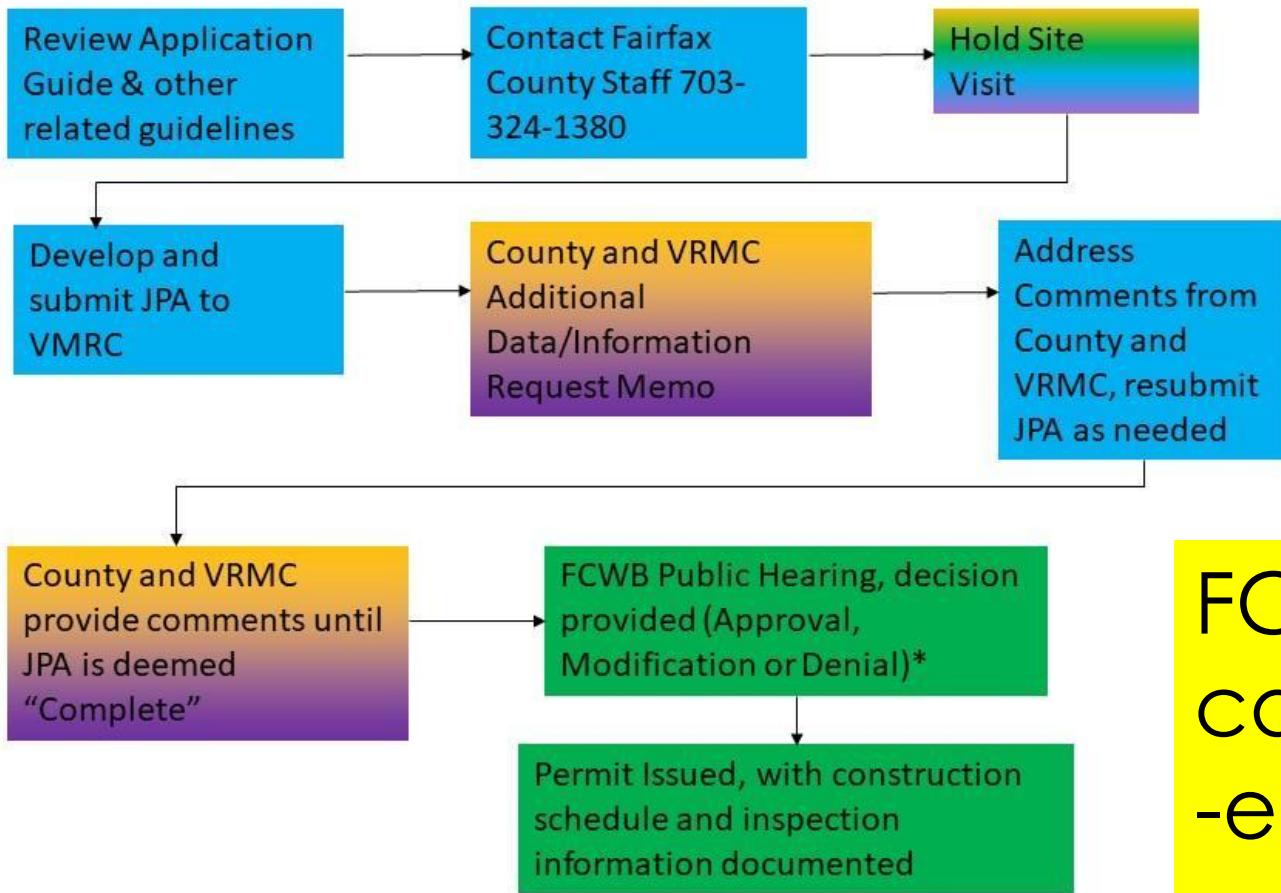 Review Application
Guide & other
related guidelines
Contact Fairfax
County Staff 703-
324-1380
Hold Site
Visit
Develop and
submit JPA to
VMRC
County and VRMC
Additional
Data/Information
Request Memo
Address
Comments from
County and
VRMC, resubmit
JPA as needed
County and VRMC
provide comments until
JPA is deemed
“Complete”
FCWB Public Hearing, decision
provided (Approval,
Modification or Denial)*
Permit Issued, with construction
schedule and inspection
information documented